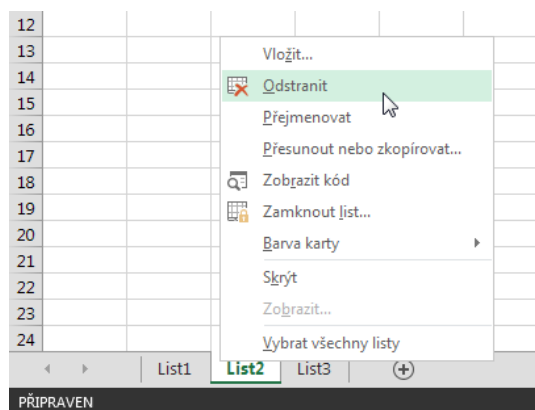 12
13
Vložit...
14
Odstranit
15
Přejmenovat
16
Přesunout nebo zkopírovat...
17
18
Zobrazit kód
19
Zamknout list...
20
Barva karty
21
22
Skrýt
23
Zobrazit...
24
Vybrat všechny listy
List1 List2 List3
PŘIPRAVEN